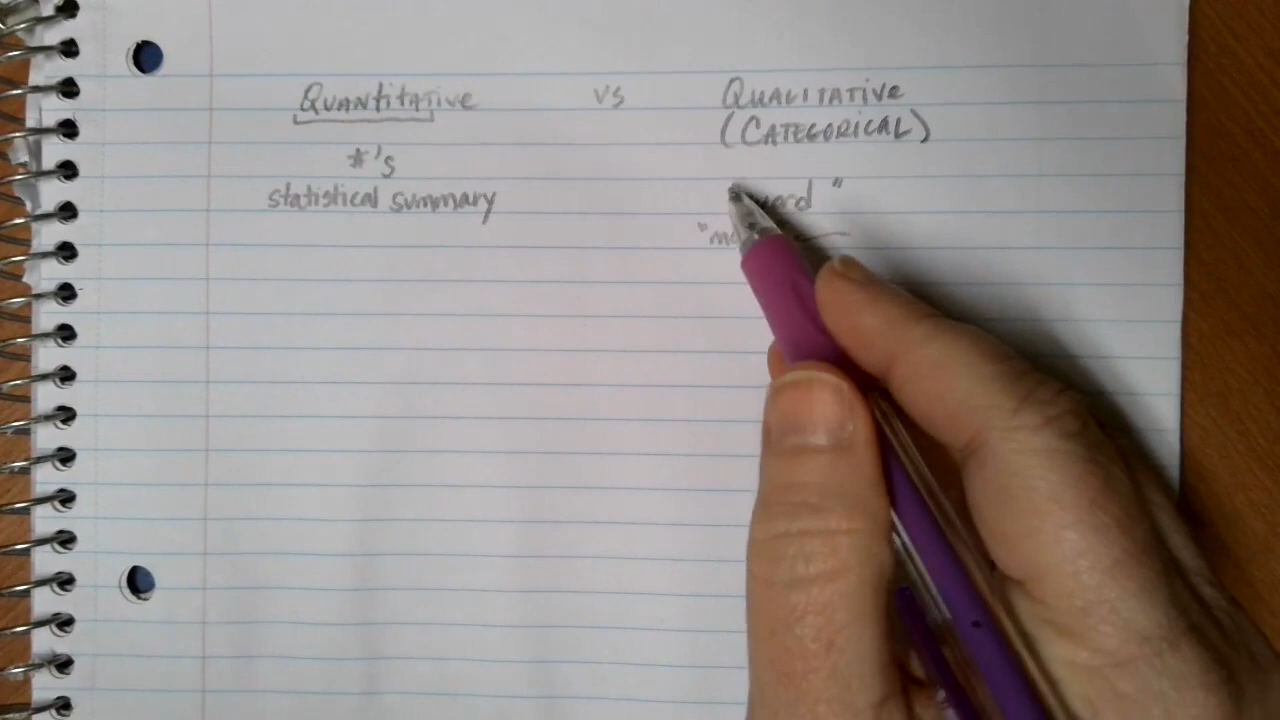 Quantitative vs Qualitative
(Categorical)
#'s
statistical summary "
"